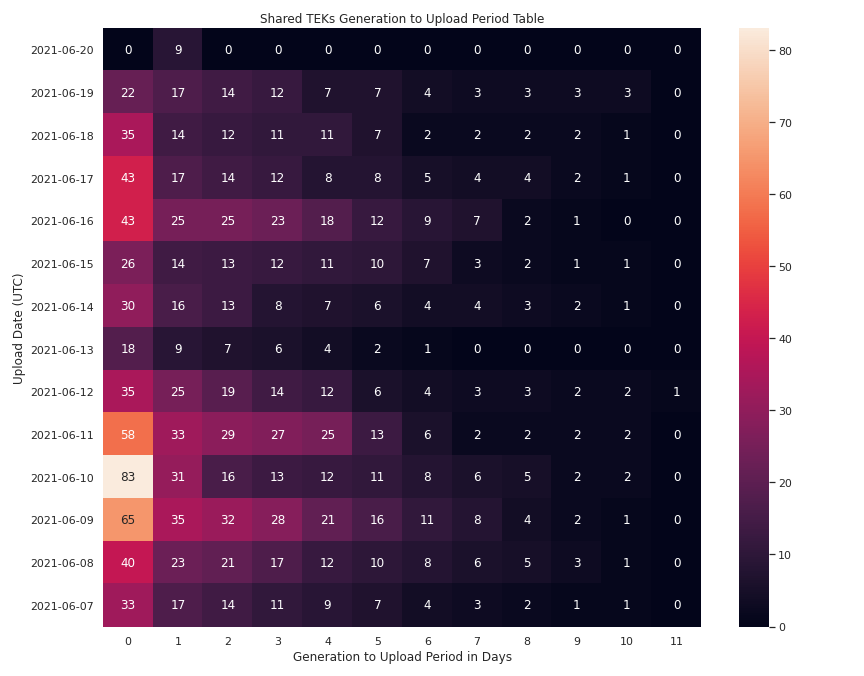 Shared TEKs Generation to Upload Period Table
Upload Date (UTC)
2021-06-20 0 9 0 0 0 0 0 0 0 0 0 0
2021-06-19 22 17 14 12 7 7 4 3 3 3 3 0
2021-06-18 35 14 12 11 11 7 2 2 2 2 1 0
2021-06-17 43 17 14 12 8 8 5 4 4 2 1 0
2021-06-16 43 25 25 23 18 12 9 7 2 1 0 0
2021-06-15 26 14 13 12 11 10 7 3 2 1 1 0
2021-06-14 30 16 13 8 7 6 4 4 3 2 1 0
2021-06-13 18 9 7 6 4 2 1 0 0 0 0 0
2021-06-12 35 25 19 14 12 6 4 3 3 2 2 1
2021-06-11 58 33 29 27 25 13 6 2 2 2 2 0
2021-06-10 83 31 16 13 12 11 8 6 5 2 2 0
2021-06-09 65 35 32 28 21 16 11 8 4 2 1 0
2021-06-08 40 23 21 17 12 10 8 6 5 3 1 0
2021-06-07 33 17 14 11 9 7 4 3 2 1 1 0
0 1 2 3 4 5 6 7 8 9 10 11
Generation to Upload Period in Days
80
70
60
50
40
30
20
10
0